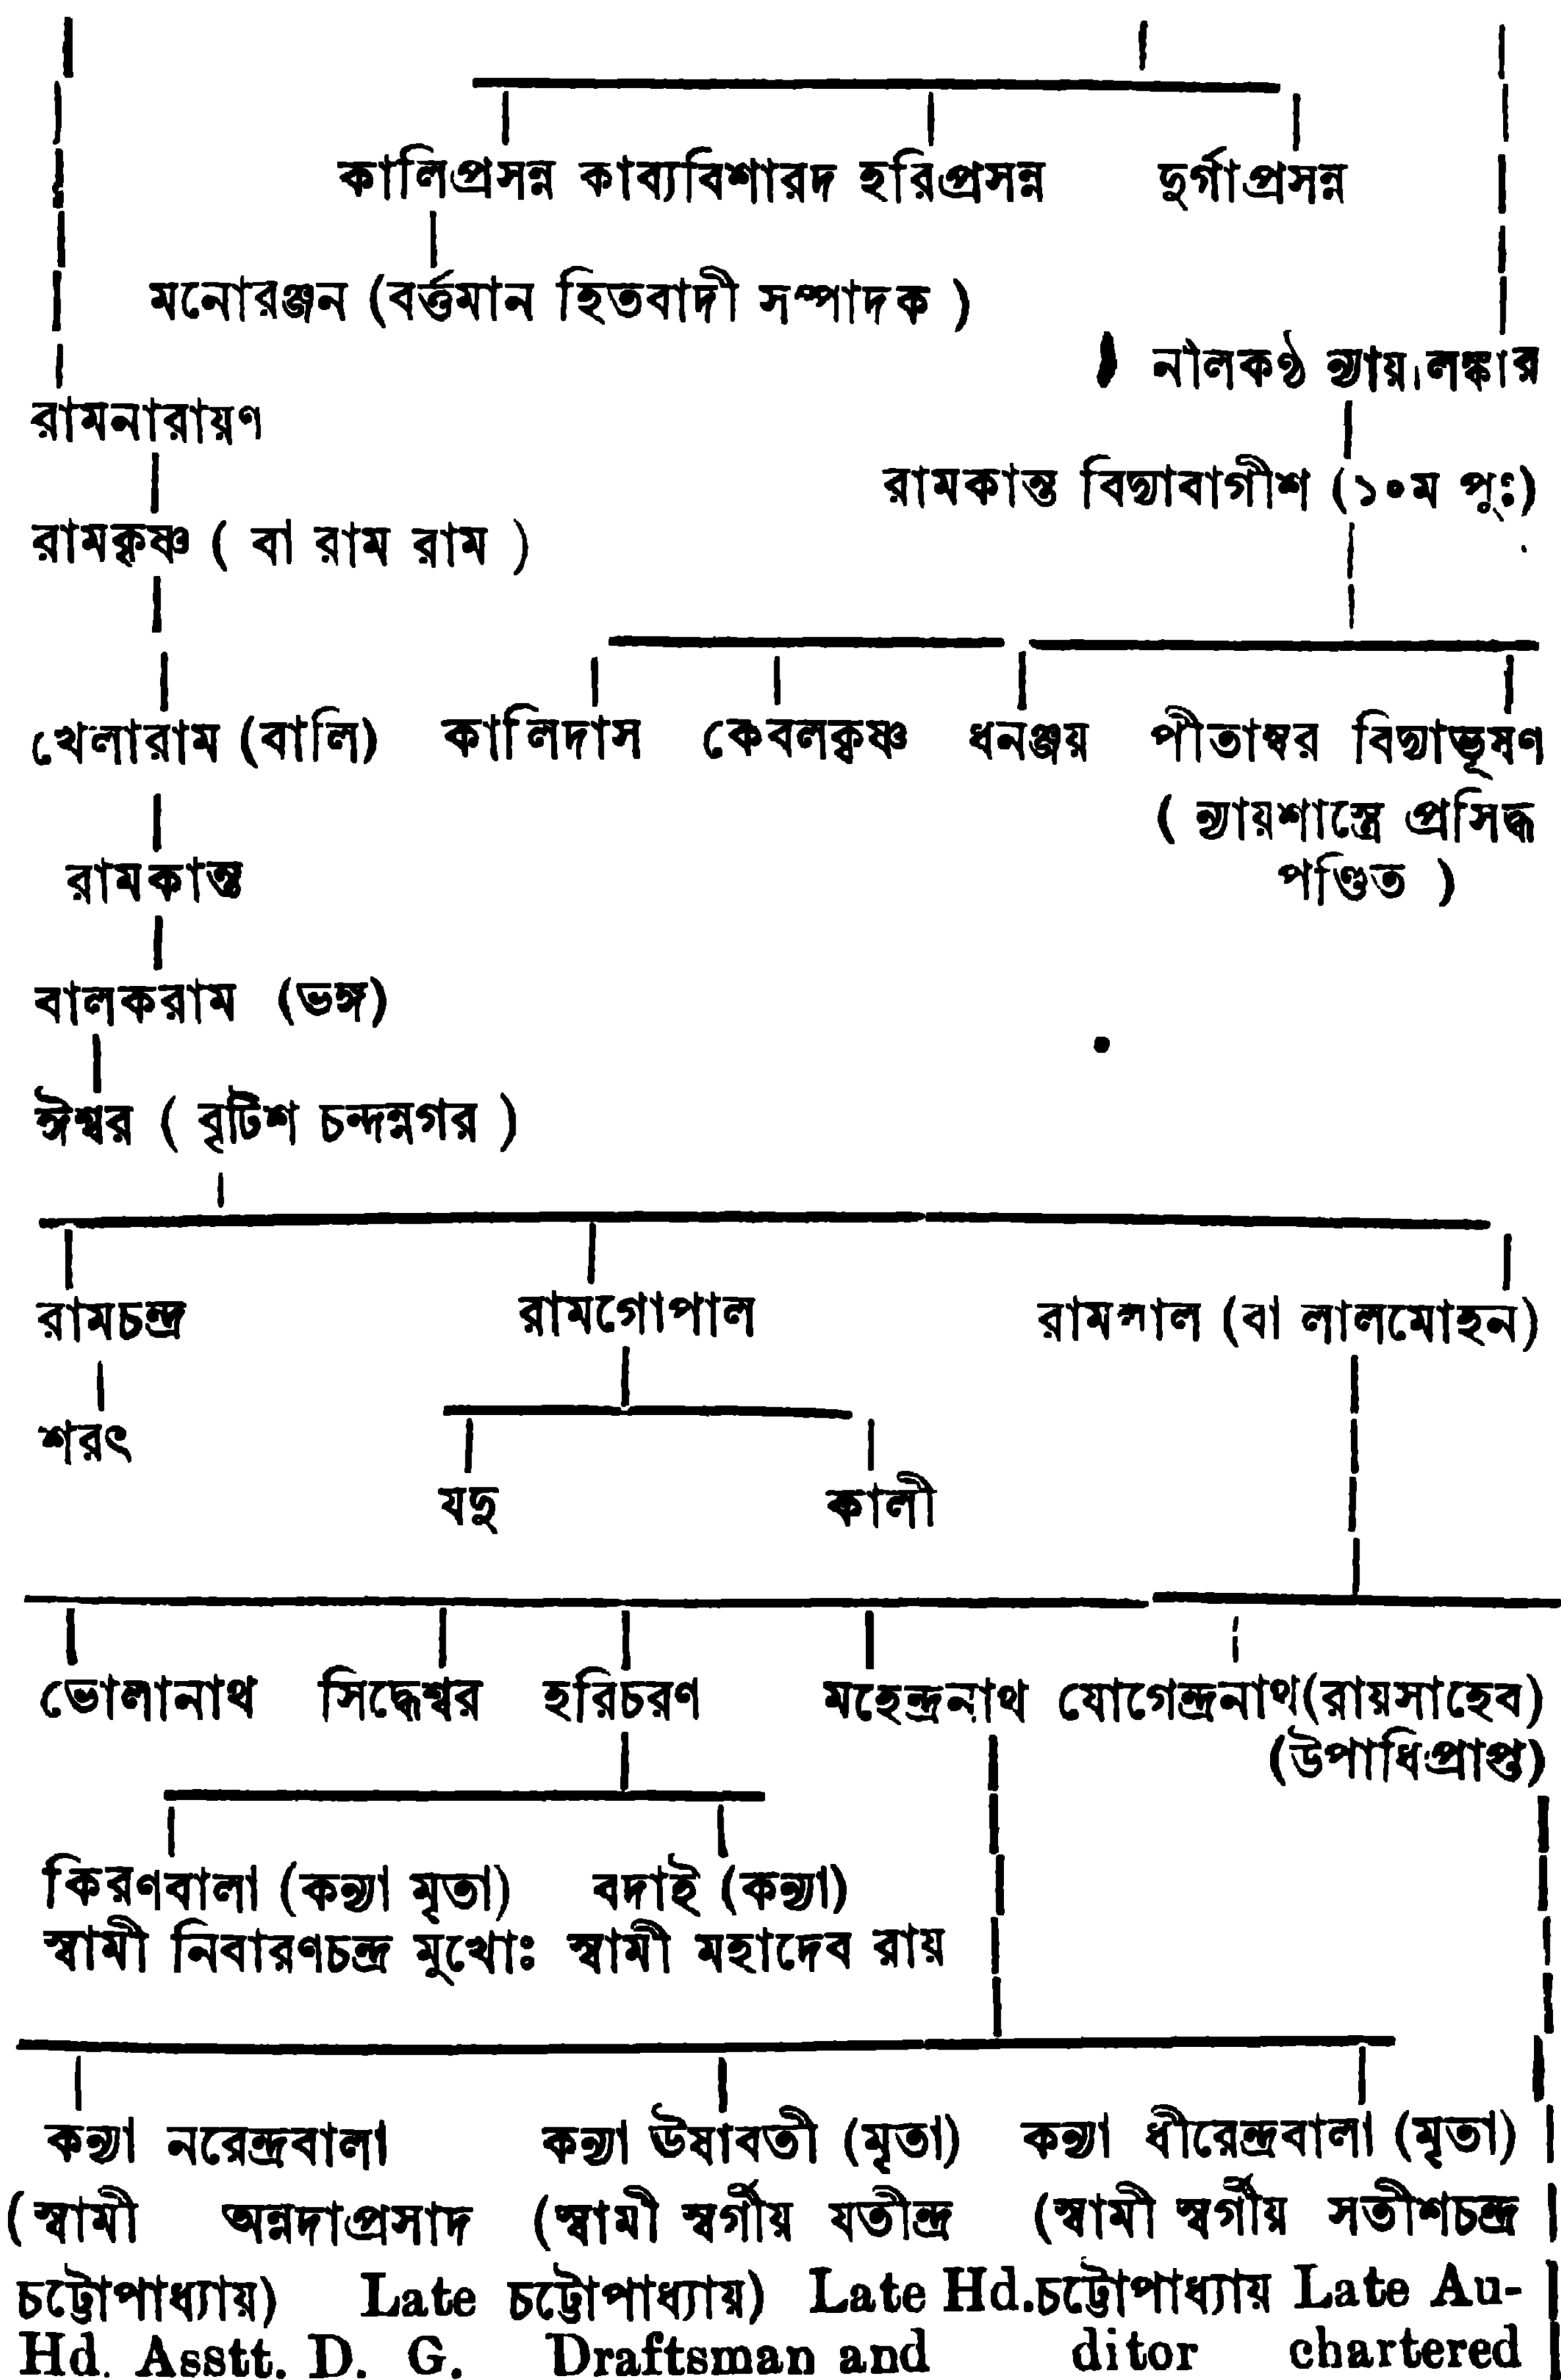 কালিপ্রসন্ন কাব্যবিশারদ হরিপ্রসন্ন দুর্গাপ্রসন্ন
মনোরঞ্জন (বর্ত্তমান হিতবাদী সম্পাদক )
নীলকণ্ঠ ন্যায়ালঙ্কার
রামনারায়ণ
রামকান্ত বিদ্যাবাগীশ (১০ম পুঃ)
রামকৃষ্ণ ( বা রাম রাম )
খেলারাম (বালি) কালিদাস কেবলকৃষ্ণ ধনঞ্জয় পীতাম্বর বিদ্যাভূষণ
( ন্যায়শাস্ত্রে প্রসিদ্ধ
পণ্ডিত )
রামকান্ত
বালকরাম (ভঙ্গ)
ঈশ্বর ( বৃটিশ চন্দন্নগর )
রামচন্দ্র রামগোপাল রামলাল (বা লালমোহন)
শরৎ
যদু কালী
ভোলানাথ সিদ্ধেশ্বর হরিচরণ মহেন্দ্রনাথ যোগেন্দ্রনাথ(রায়সাহেব)
(উপাধিপ্রাপ্ত)
কিরণবালা (কন্যা মৃতা) বদাই (কন্যা)
স্বামী নিবারণচন্দ্র মুখোঃ স্বামী মহাদেব রায়
কন্যা নরেন্দ্রবালা কন্যা ঊষাবতী (মৃতা) কন্যা ধীরেন্দ্রবালা (মৃতা)
(স্বামী অন্নদাপ্রসাদ (স্বামী স্বর্গীয় যতীন্দ্র (স্বামী স্বর্গীয় সতীশচন্দ্র
চট্টোপাধ্যায়) Late চট্টোপাধ্যায়) Late Hd.চট্টোপাধ্যায় Late Au-
Hd. Asstt. D. G. Draftsman and ditor chartered